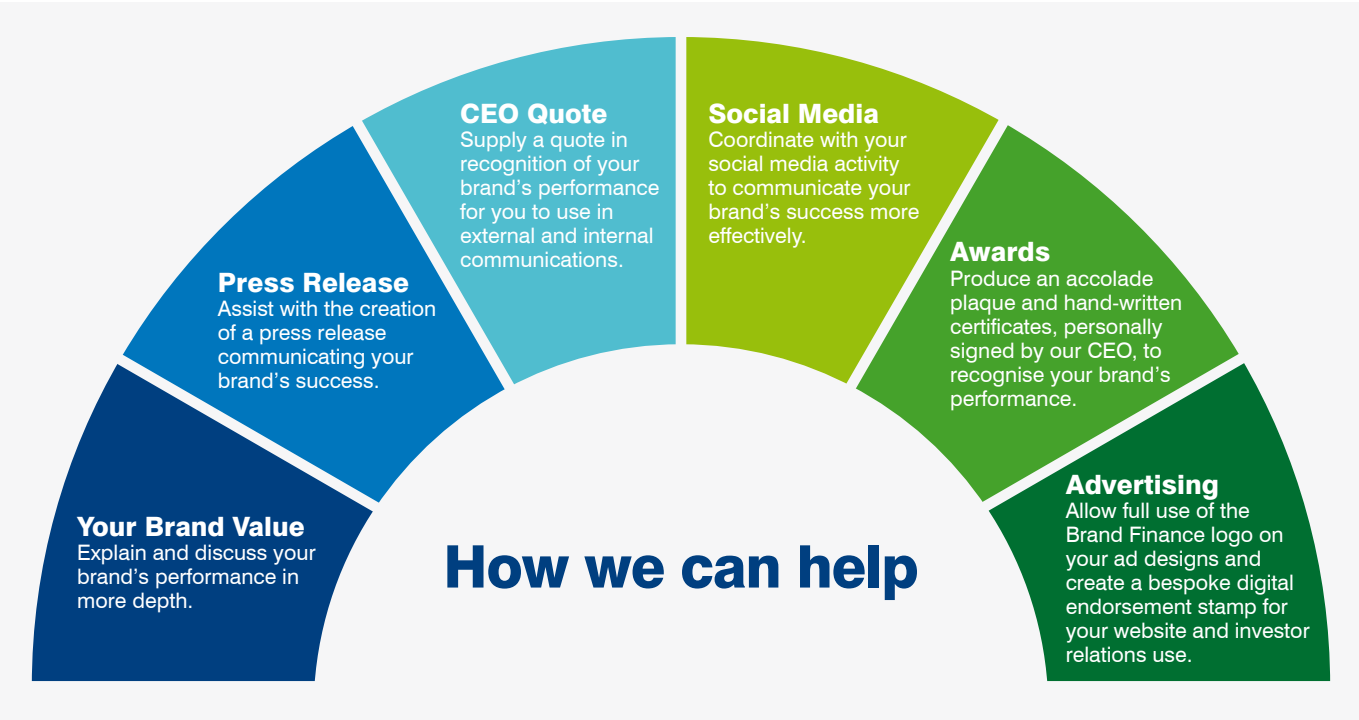 Your Brand Value
Explain and discuss your
brand's performance in
more depth.
Press Release
Assist with the creation
of a press release
communicating your
brand's success.
CEO Quote
Supply a quote in
recognition of your
brand's performance
for you to use in
external and internal
communications.
Social Media
Coordinate with your
social media activity
to communicate your
brand's success more
effectively.
Awards
Produce an accolade
plaque and hand-written
certificates, personally
signed by our CEO, to
recognise your brand's
performance.
Advertising
Allow full use of the
Brand Finance logo on
your ad designs and
create a bespoke digital
endorsement stamp for
your website and investor
relations use.
How we can help